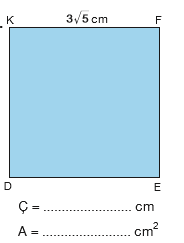 K 3√5 cm F
D E
Ç = ........................ cm
A = ........................ cm²